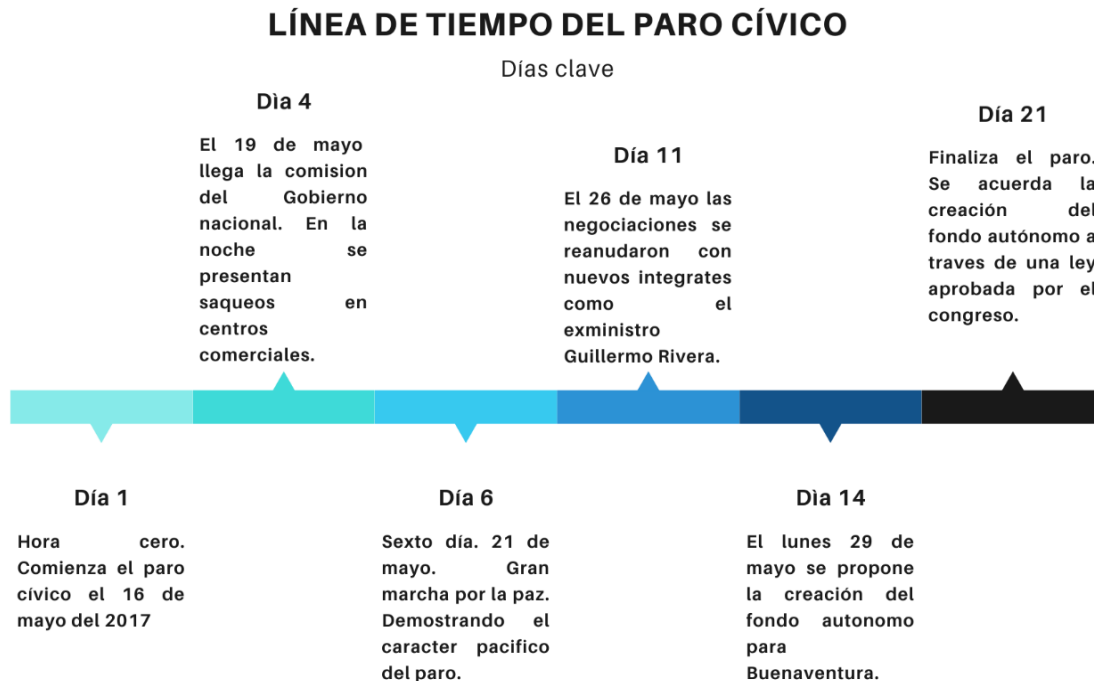 LÍNEA DE TIEMPO DEL PARO CÍVICO
Días clave
Día 1
Hora cero.
Comienza el paro
cívico el 16 de
mayo del 2017
Dìa 4
El 19 de mayo
llega la comision
del Gobierno
nacional. En la
noche se
presentan
saqueos en
centros
comerciales.
Día 6
Sexto día. 21 de
mayo. Gran
marcha por la paz.
Demostrando el
caracter pacifico
del paro.
Día 11
El 26 de mayo las
negociaciones se
reanudaron con
nuevos integrates
como el
exministro
Guillermo Rivera.
Dìa 14
El lunes 29 de
mayo se propone
la creación del
fondo autonomo
para
Buenaventura.
Día 21
Finaliza el paro.
Se acuerda la
creación del
fondo autónomo a
traves de una ley
aprobada por el
congreso.